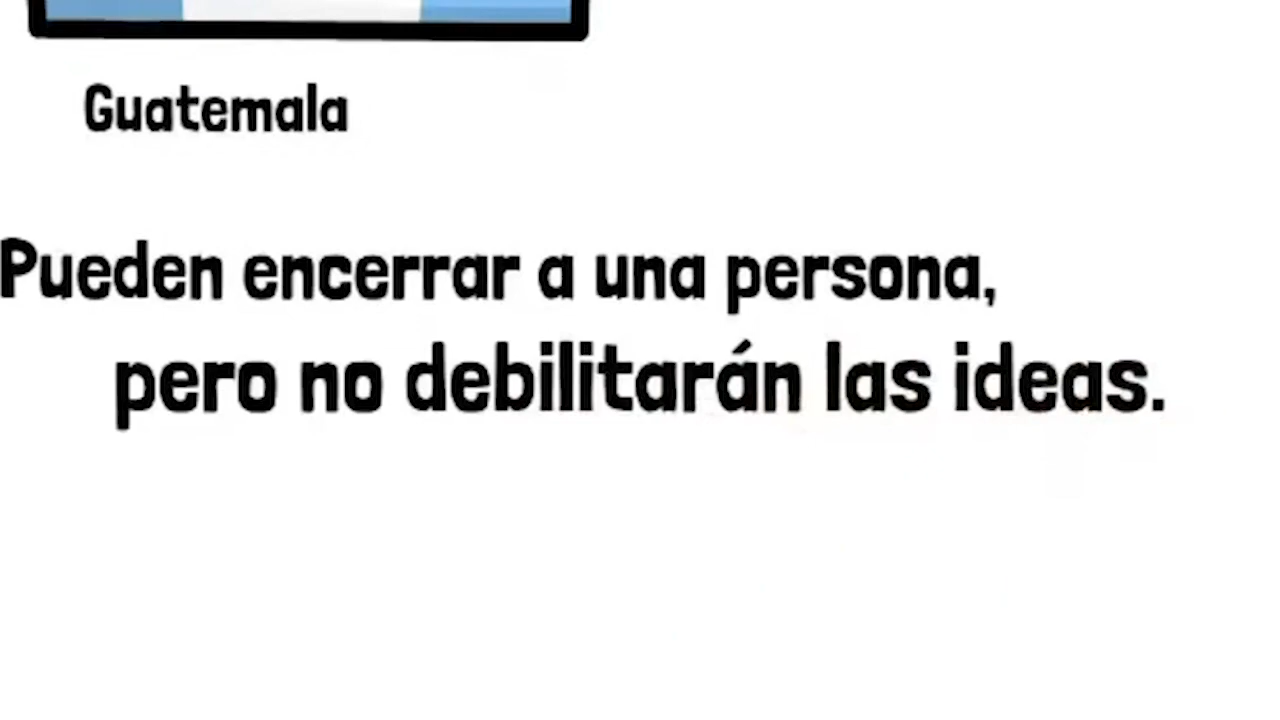 Guatemala
Pueden encerrar a una persona,
pero no debilitarán las ideas.